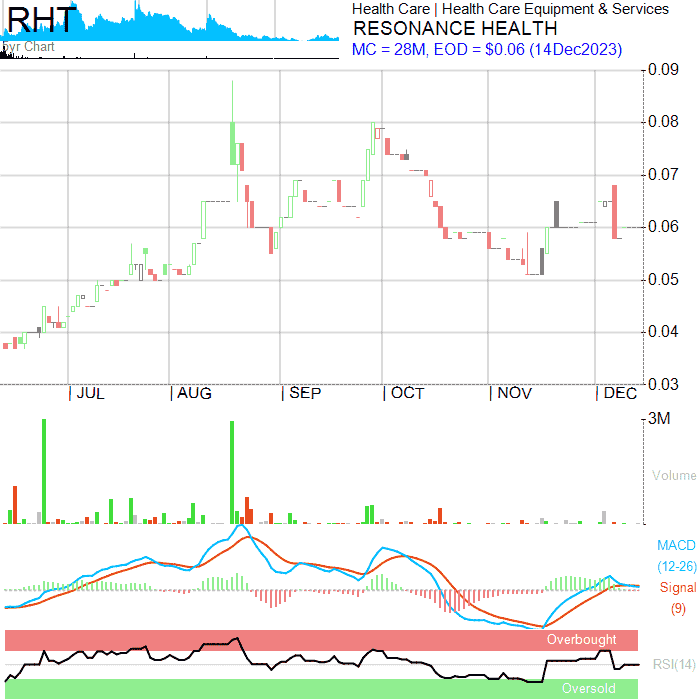 RHT
5yr Chart
Health Care | Health Care Equipment & Services
RESONANCE HEALTH
MC = 28M, EOD = $0.06 (14Dec2023)
0.09
0.08
0.07
0.06
0.05
0.04
0.03
JUL
AUG
SEP
OCT
NOV
DEC
3M
Volume
MACD
(12-26)
Signal
(9)
Overbought
RSI(14)
Oversold